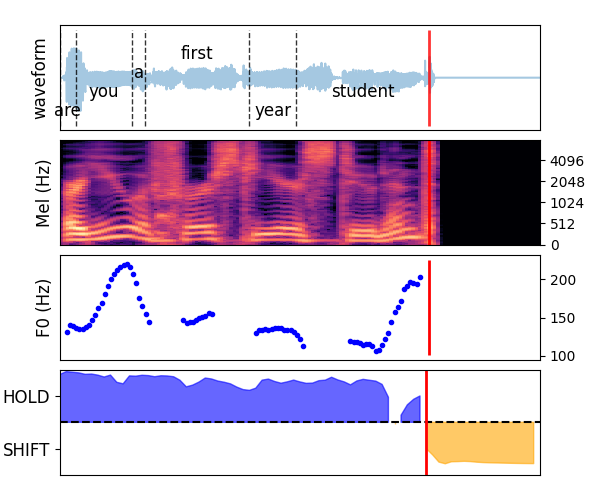 waveform
are
you
a
first
year
student
Mel (Hz)
4096
2048
1024
512
0
F0 (Hz)
200
150
100
HOLD
SHIFT